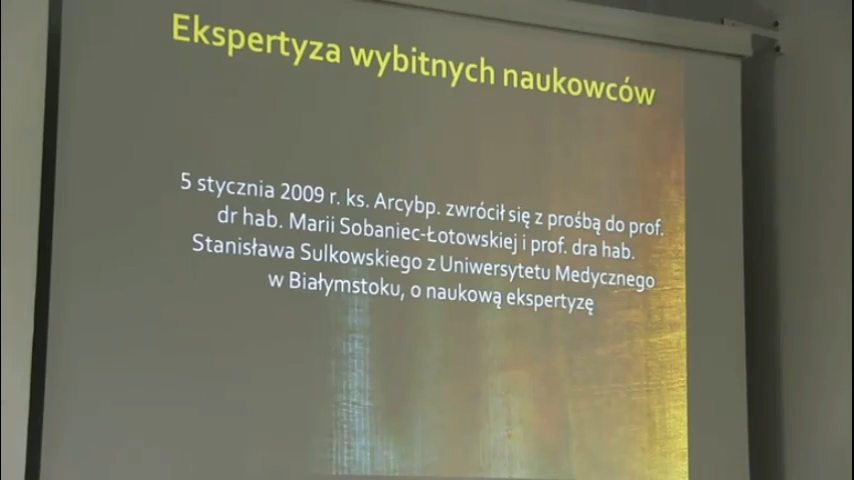 Ekspertyza wybitnych naukowców
5 stycznia 2009 r. ks. Arcybp. zwrócił się z prośbą do prof.
dr hab. Marii Sobaniec-Łotowskiej i prof. dra hab.
Stanisława Sulkowskiego z Uniwersytetu Medycznego
w Białymstoku, o naukową ekspertyzę